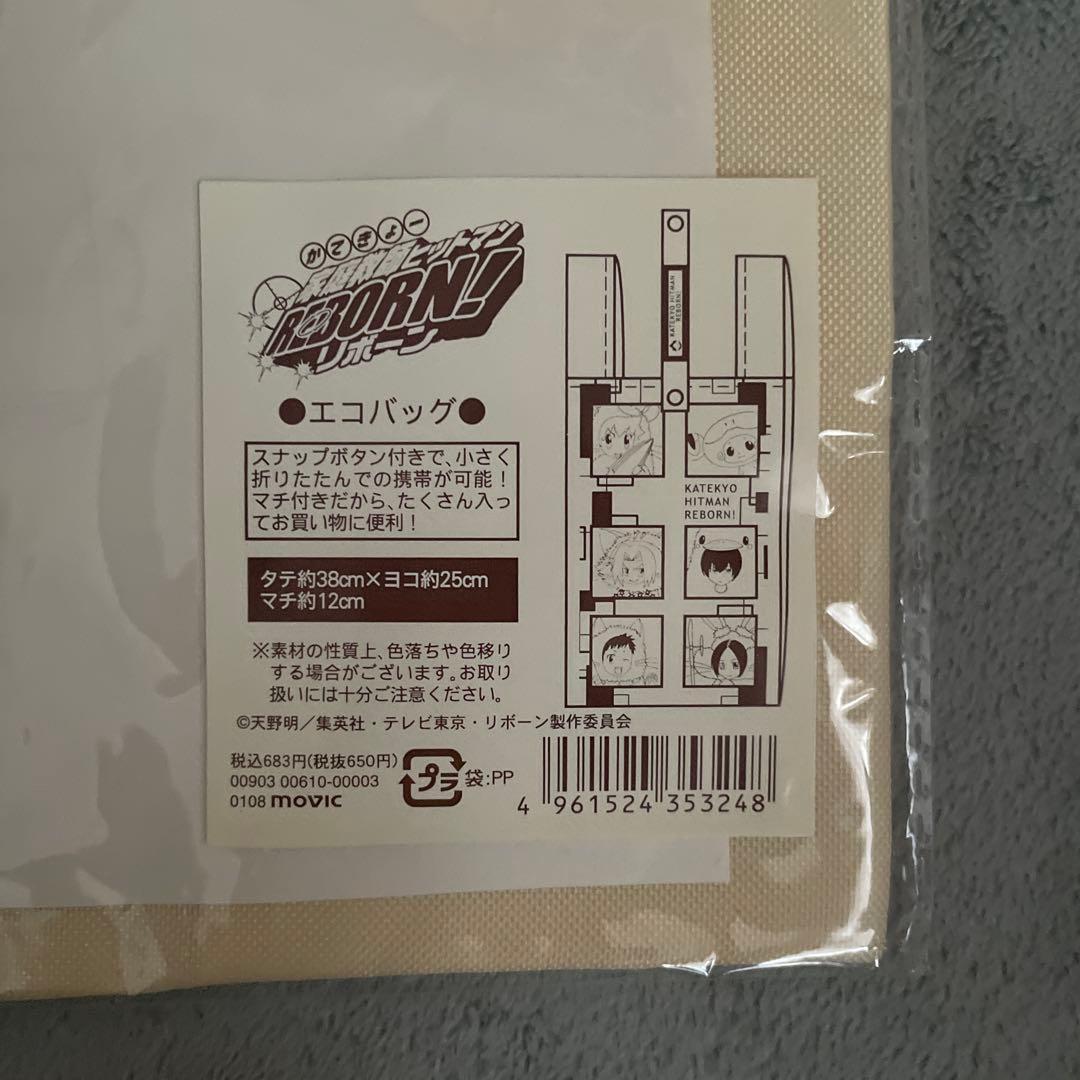 かてきょー
家庭教師ヒットマン
REBORN!
リボーン
●エコバッグ●
スナップボタン付きで、小さく
折りたたんでの携帯が可能!
マチ付きだから、たくさん入っ
てお買い物に便利!
タテ約38cm×ヨコ約25cm
マチ約12cm
※素材の性質上、色落ちや色移り
する場合がございます。お取り
扱いには十分ご注意ください。
©天野明/集英社・テレビ東京・リボーン製作委員会
税込683円(税抜650円)
00903 00610-00003
0108 movic
プラ
袋:PP
4 961524 353248
KATEKYO HITMAN
REBORN!
KATEKYO
HITMAN
REBORN!